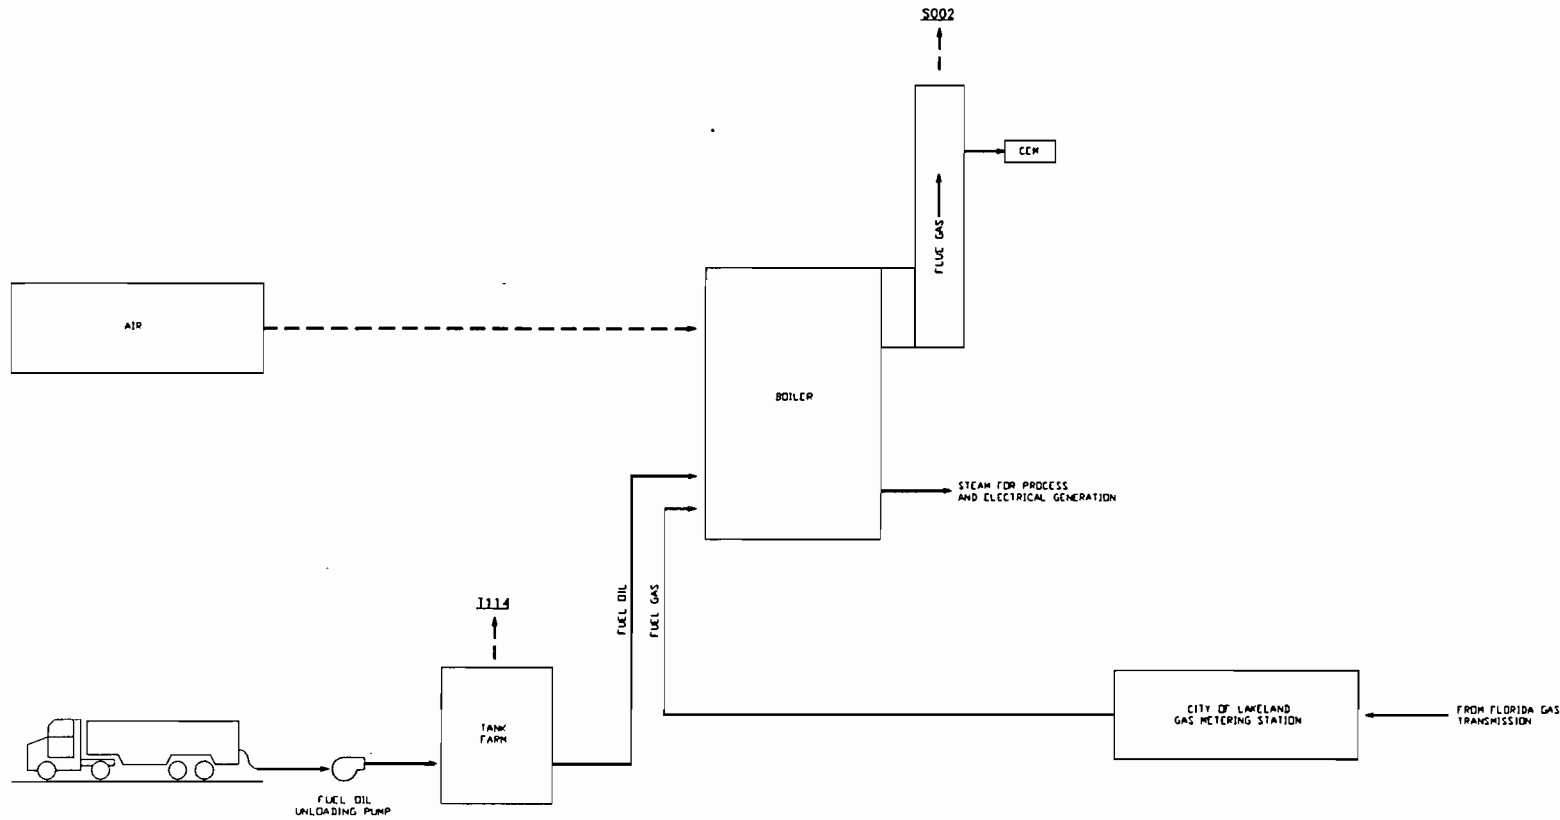 S002
CEM
FLUE GAS
AIR
BOILER
STEAM FOR PROCESS
AND ELECTRICAL GENERATION
FUEL OIL
FUEL GAS
T114
TANK
FARM
CITY OF LAKELAND
GAS METERING STATION
FROM FLORIDA GAS
TRANSMISSION
FUEL OIL
UNLOADING PUMP